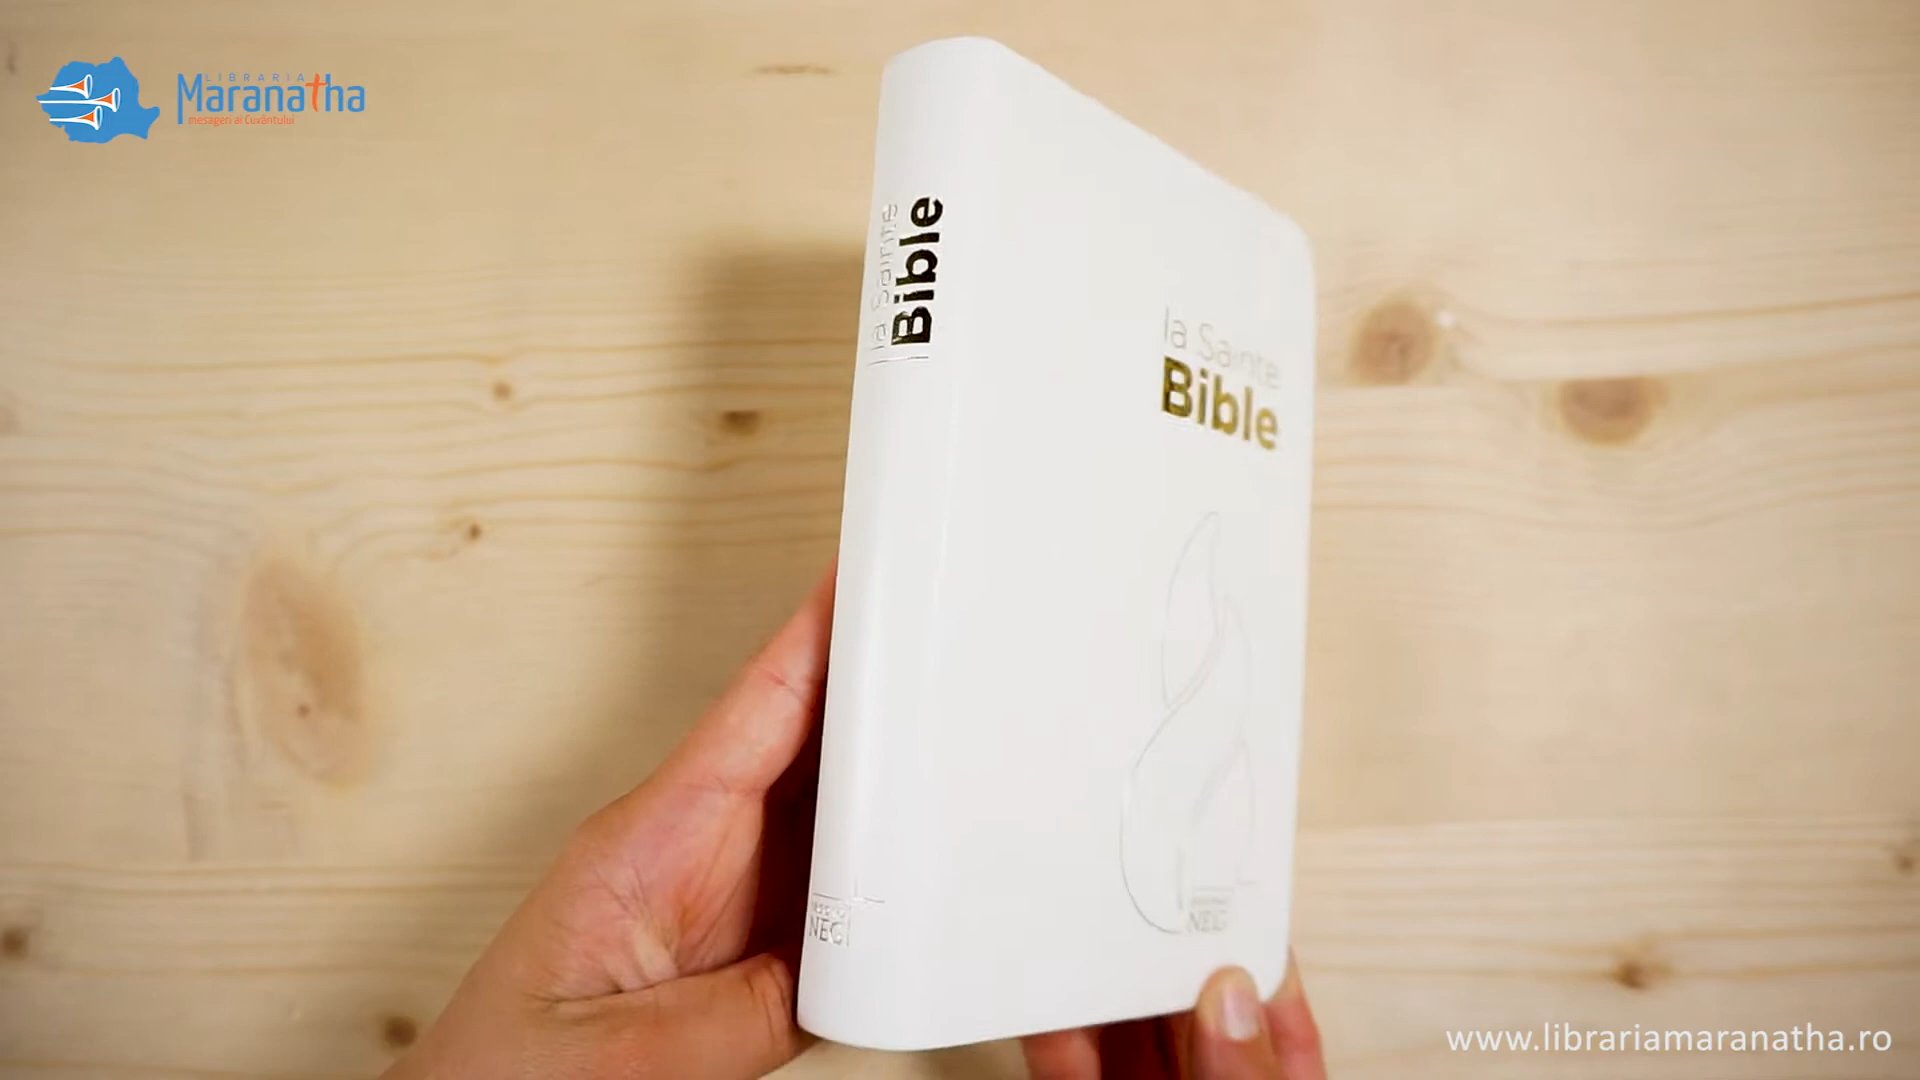 LIBRARIA
Maranatha
mesageri ai Cuvântului
la Sainte
Bible
la Sainte
Bible
NEG
NEG
www.librariamaranatha.ro